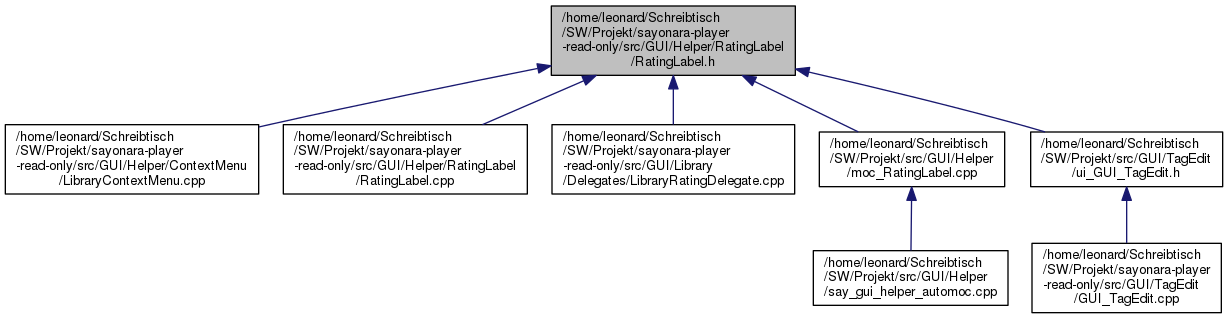 /home/leonard/Schreibtisch
/SW/Projekt/sayonara-player
-read-only/src/GUI/Helper/RatingLabel
/RatingLabel.h
/home/leonard/Schreibtisch
/SW/Projekt/sayonara-player
-read-only/src/GUI/Helper/ContextMenu
/LibraryContextMenu.cpp
/home/leonard/Schreibtisch
/SW/Projekt/sayonara-player
-read-only/src/GUI/Helper/RatingLabel
/RatingLabel.cpp
/home/leonard/Schreibtisch
/SW/Projekt/sayonara-player
-read-only/src/GUI/Library
/Delegates/LibraryRatingDelegate.cpp
/home/leonard/Schreibtisch
/SW/Projekt/src/GUI/Helper
/moc_RatingLabel.cpp
/home/leonard/Schreibtisch
/SW/Projekt/src/GUI/TagEdit
/ui_GUI_TagEdit.h
/home/leonard/Schreibtisch
/SW/Projekt/src/GUI/Helper
/say_gui_helper_automoc.cpp
/home/leonard/Schreibtisch
/SW/Projekt/sayonara-player
-read-only/src/GUI/TagEdit
/GUI_TagEdit.cpp